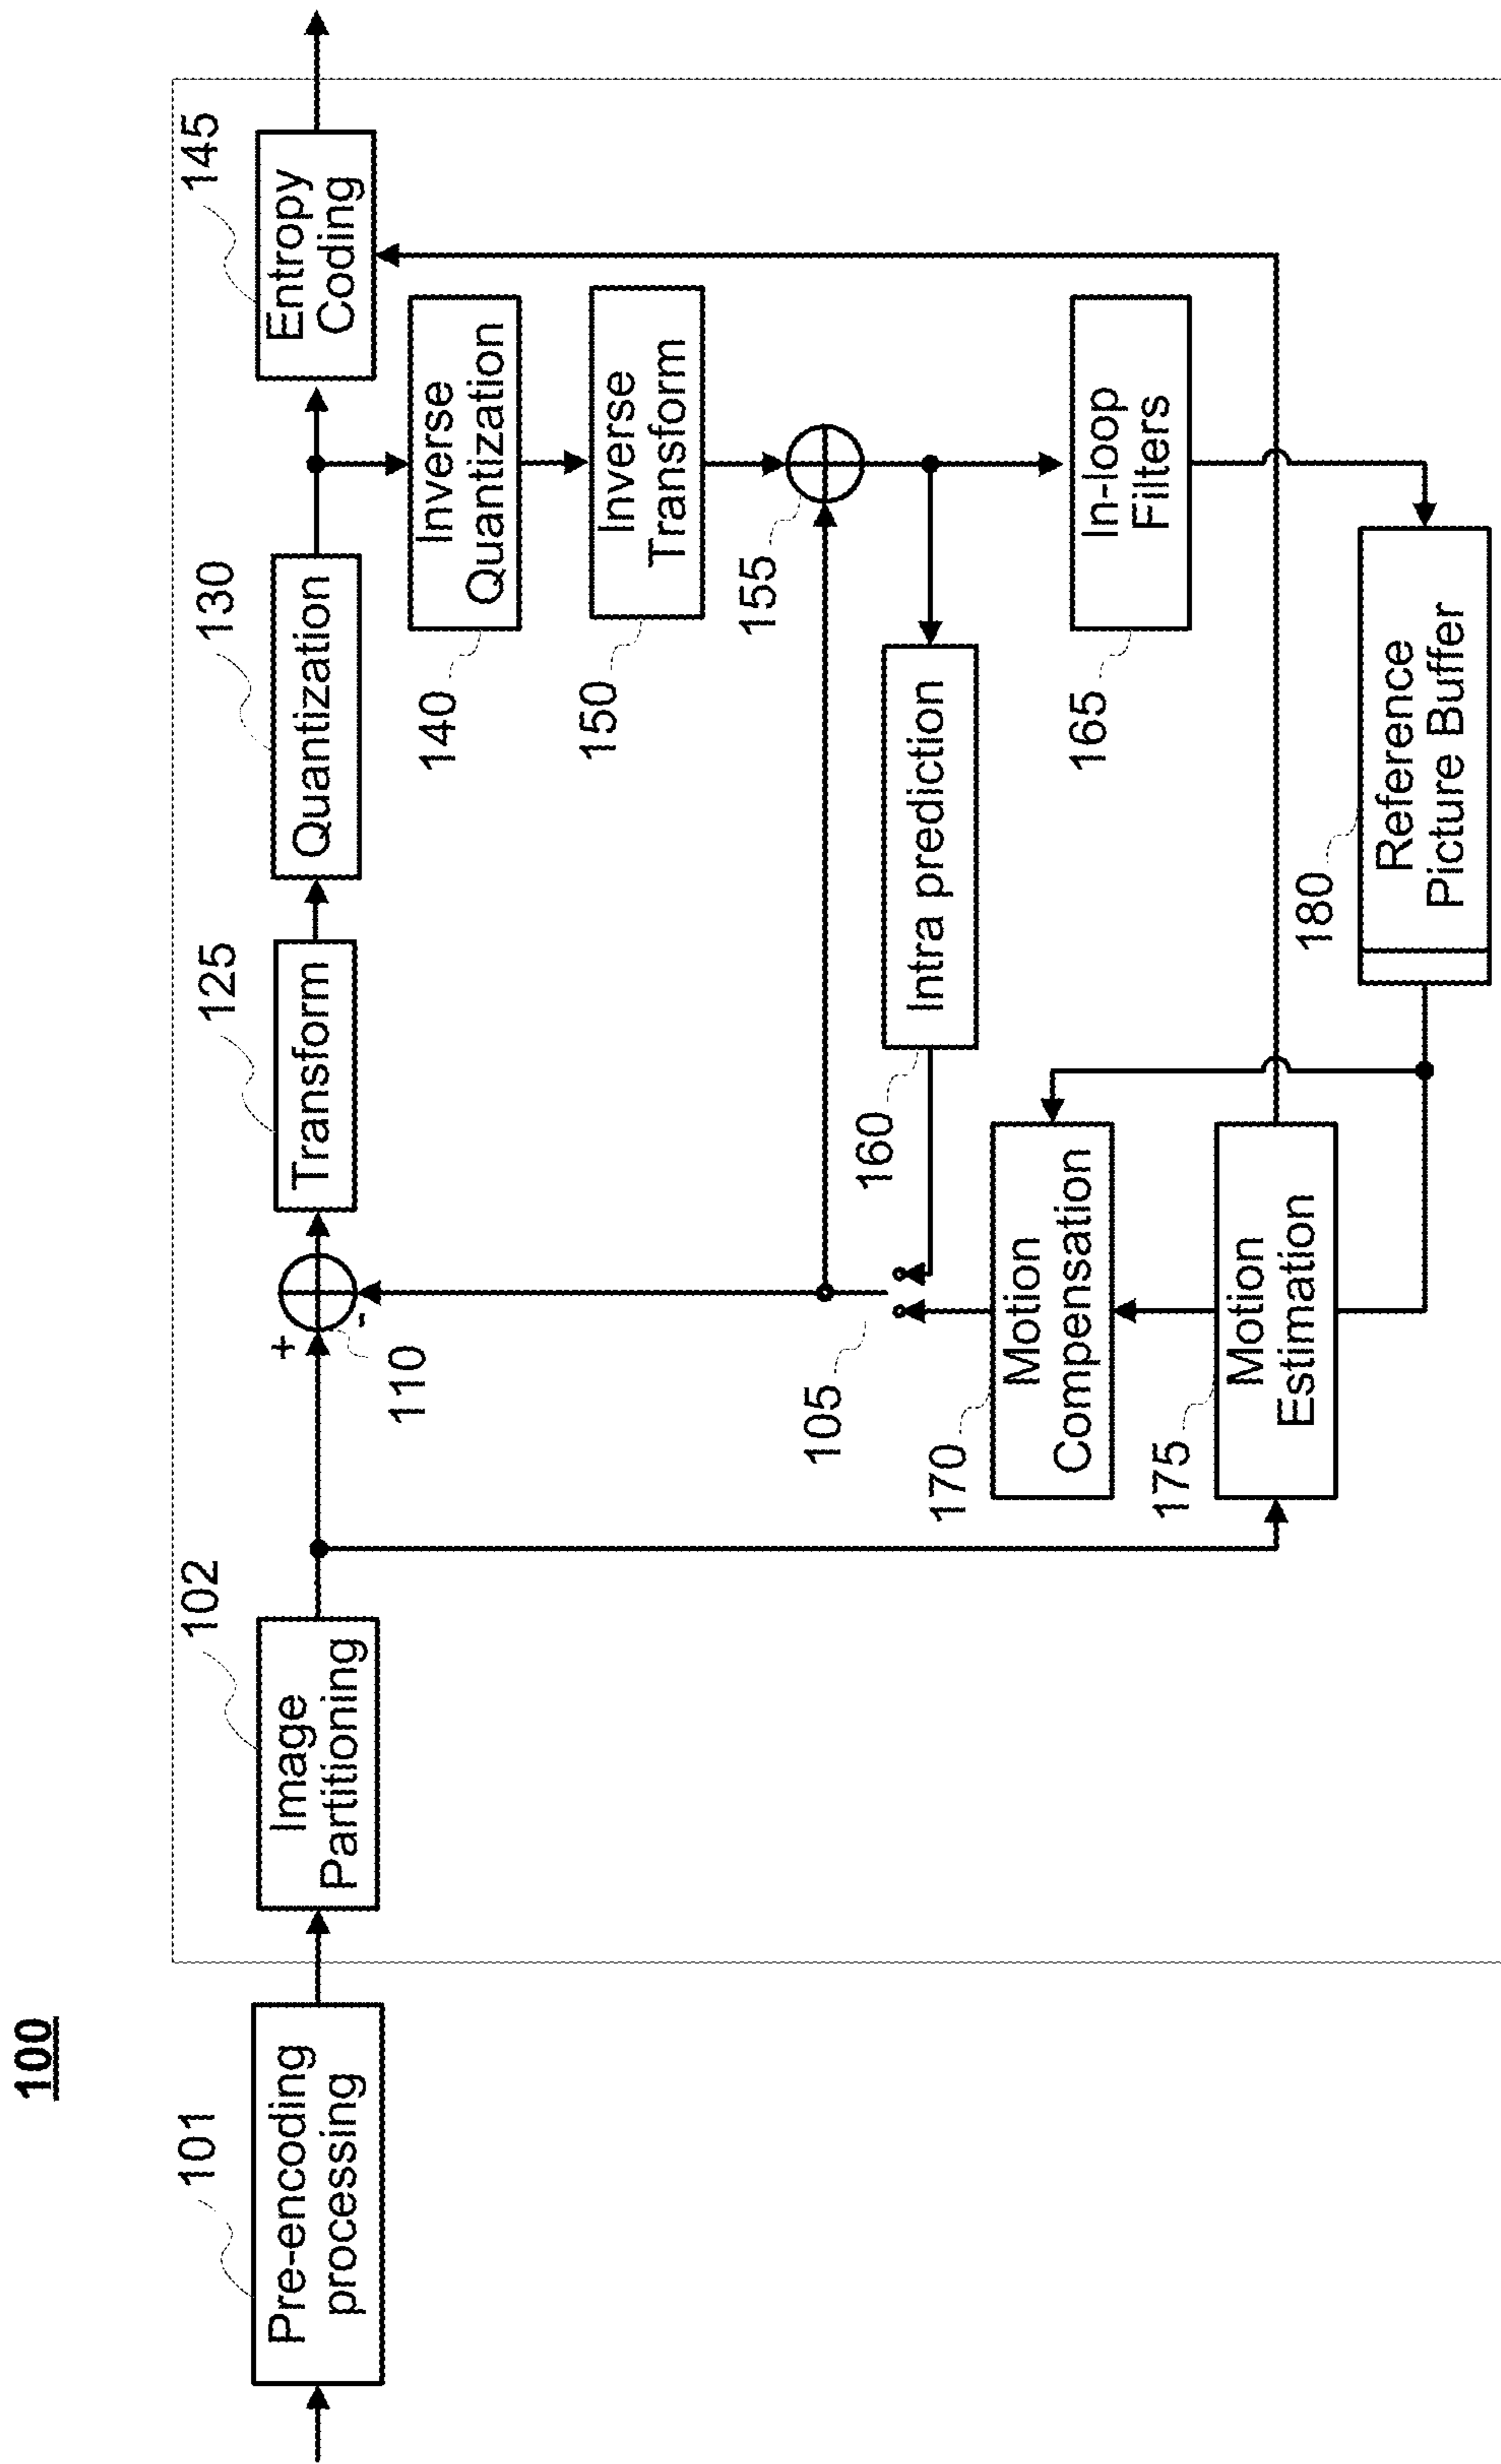 100
101
Pre-encoding
processing
102
Image
Partitioning
+
-
110
125
Transform
130
Quantization
145
Entropy
Coding
Inverse
Quantization
140
Inverse
Transform
150
155
105
Intra prediction
160
In-loop
Filters
165
Motion
Compensation
170
Motion
Estimation
175
180
Reference
Picture Buffer